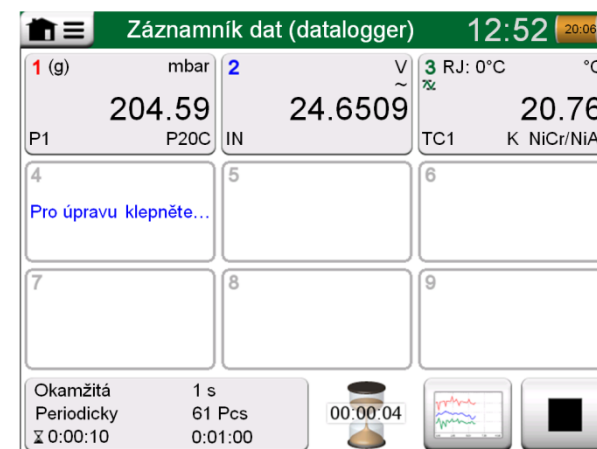 Záznamník dat (datalogger) 12:52 20:06
1 (g) mbar
204.59
P1 P20C
2 V
~
24.6509
IN
3 RJ: 0°C °C
20.76
TC1 K NiCr/NiA
4
Pro úpravu klepněte...
5
6
7
8
9
Okamžitá 1 s
Periodicky 61 Pcs
0:00:10 0:01:00
00:00:04